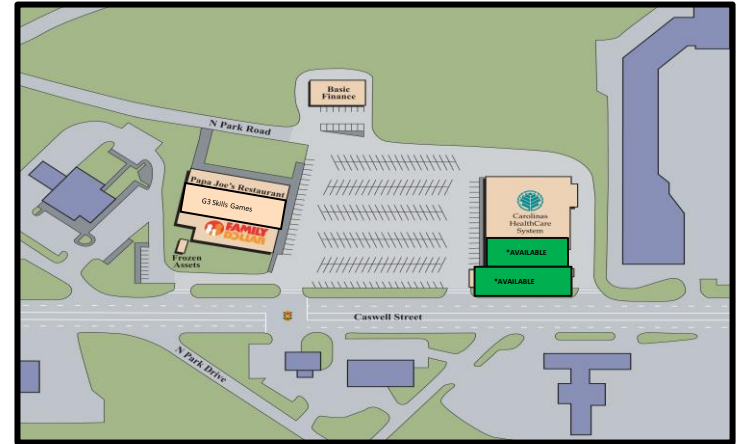 Basic
Finance
N Park Road
Papa Joe's Restaurant
G3 Skills Games
FAMILY
DOLLAR
Frozen
Assets
Carolinas
HealthCare
System
*AVAILABLE
*AVAILABLE
Caswell Street
N Park Drive